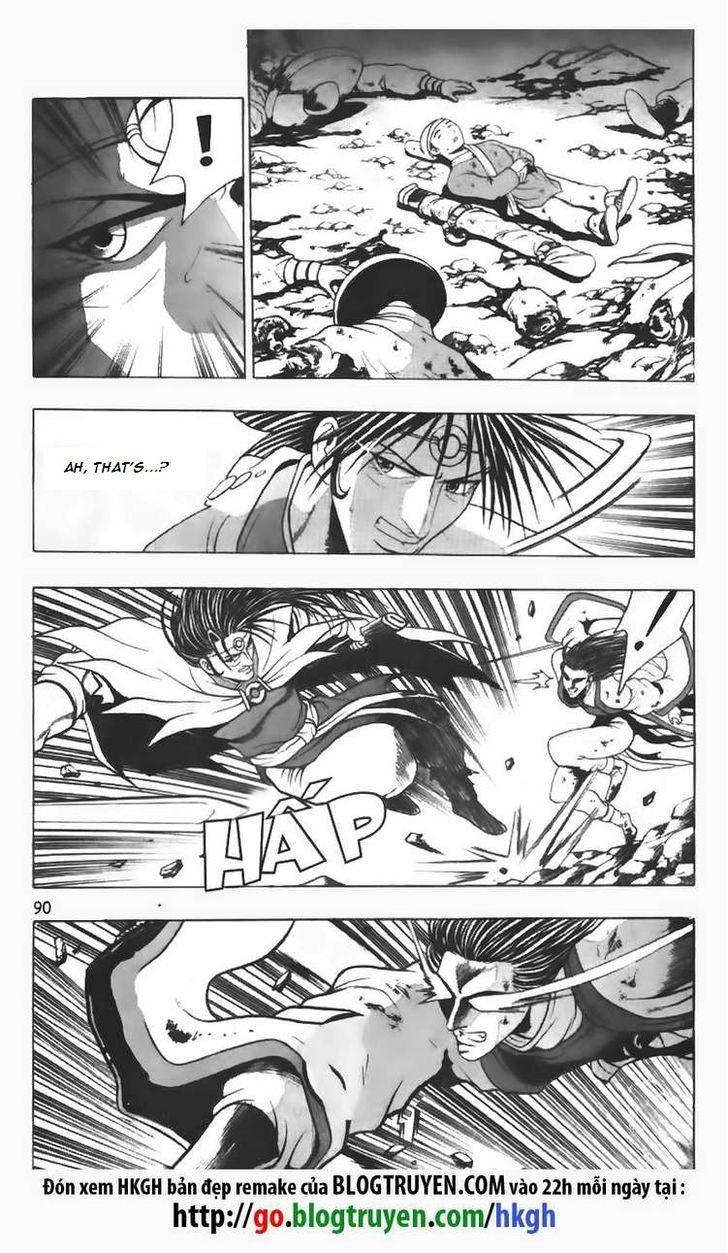 !
AH, THAT'S...?
!
HẤP
90
Đón xem HKGH bản đẹp remake của BLOGTRUYEN.COM vào 22h mỗi ngày tại :
http://go.blogtruyen.com/hkgh